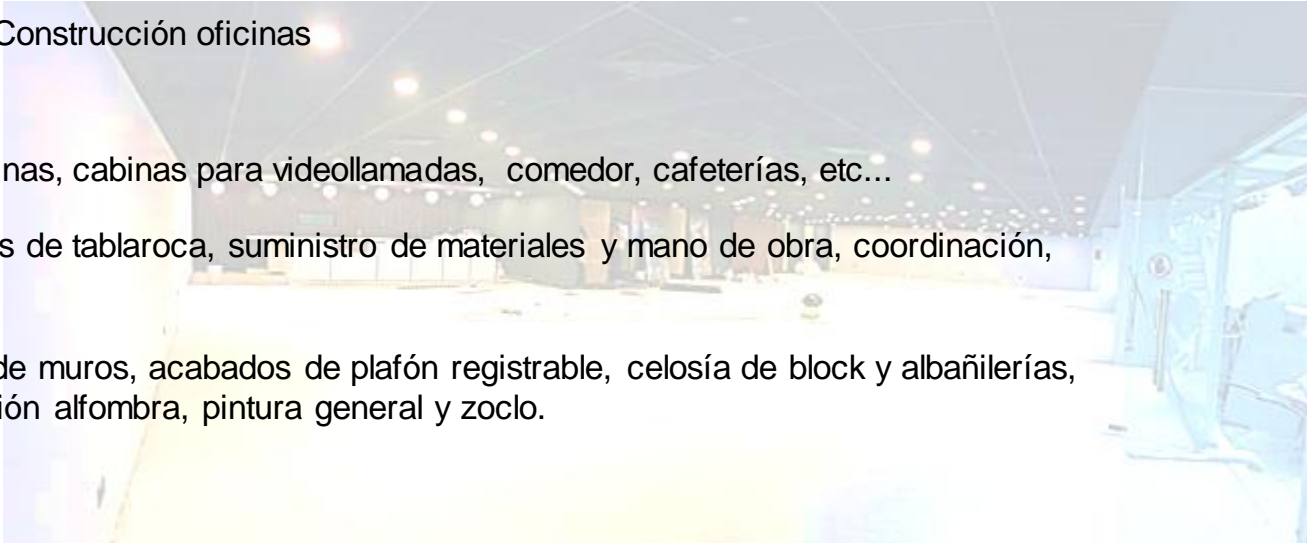 Construcción oficinas
nas, cabinas para videollamadas, comedor, cafeterías, etc...
s de tablaroca, suministro de materiales y mano de obra, coordinación,
de muros, acabados de plafón registrable, celosía de block y albañilerías,
ión alfombra, pintura general y zoclo.